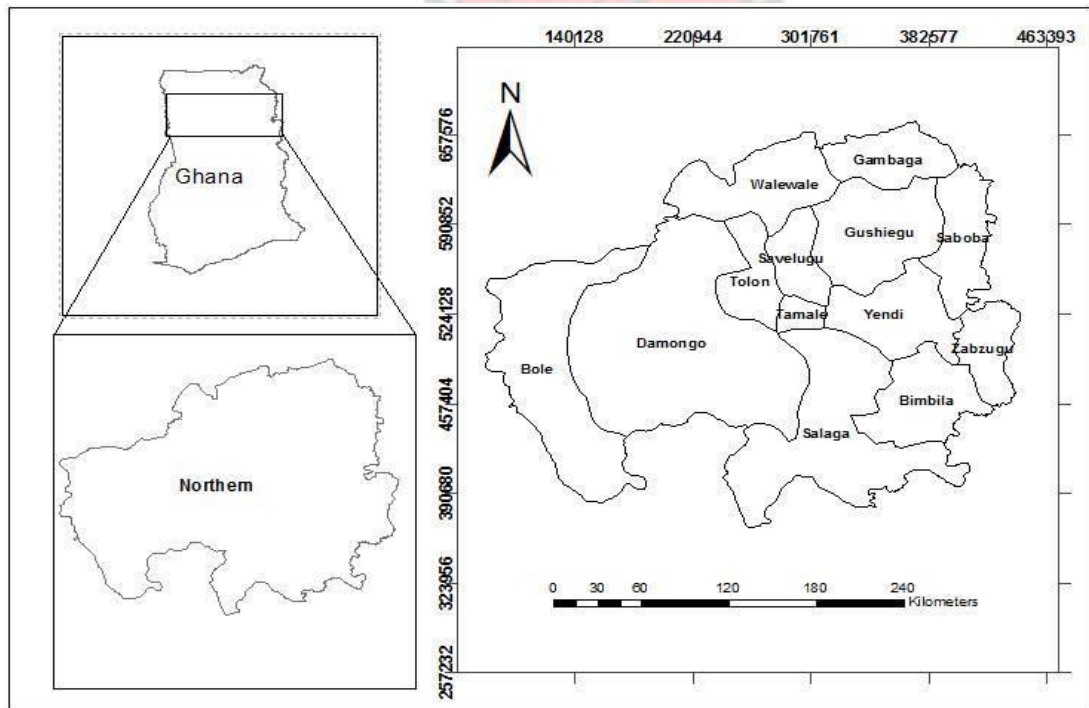 Ghana
Northern
140128 220944 301761 382577 463393
657576
590852
524128
457404
390680
323956
257232
N
Gambaga
Walewale
Gushiegu
Saboba
Savelugu
Tolon
Tamale
Yendi
Damongo
Zabzugu
Bole
Bimbila
Salaga
0 30 60 120 180 240
Kilometers